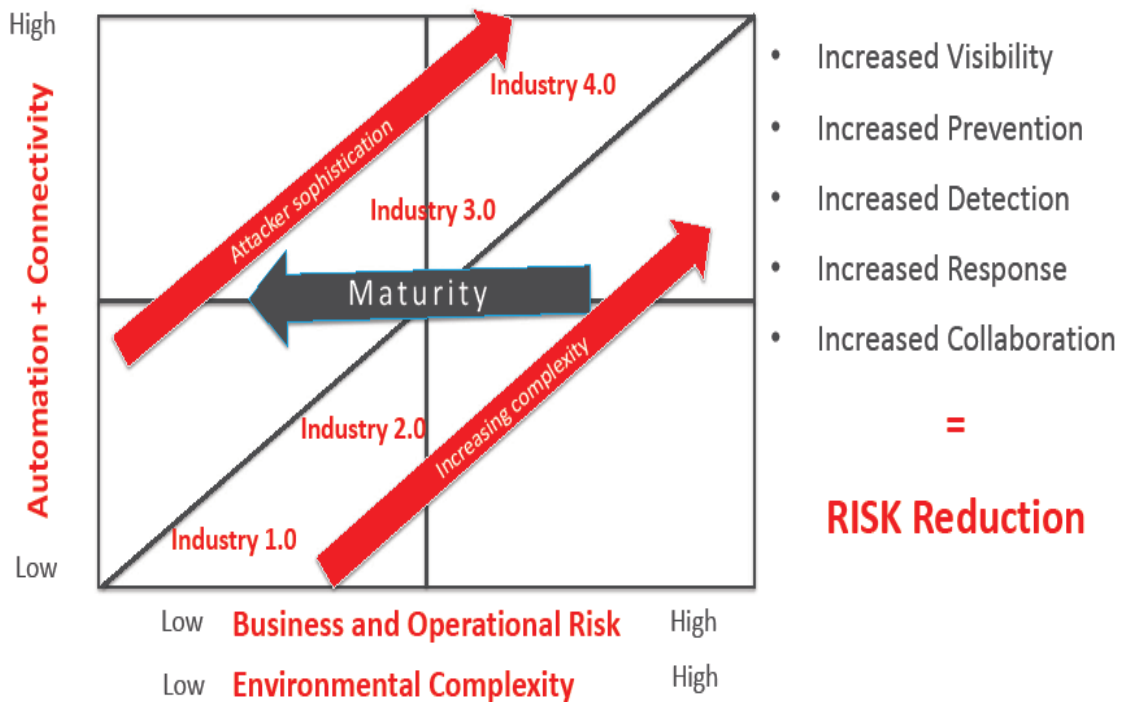 High
Automation + Connectivity
Low
Attacker sophistication
Industry 4.0
Industry 3.0
Maturity
Increasing complexity
Industry 2.0
Industry 1.0
Low Business and Operational Risk High
Low Environmental Complexity High
• Increased Visibility
• Increased Prevention
• Increased Detection
• Increased Response
• Increased Collaboration
=
RISK Reduction